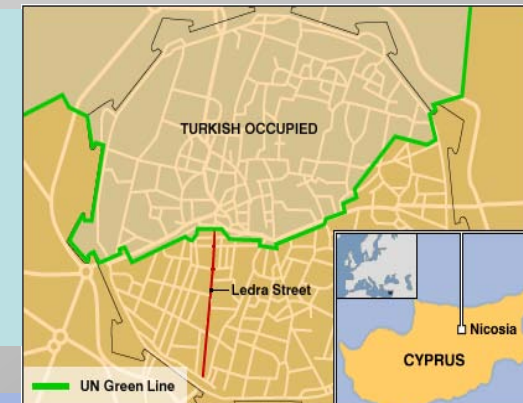 TURKISH OCCUPIED
Ledra Street
Nicosia
CYPRUS
UN Green Line